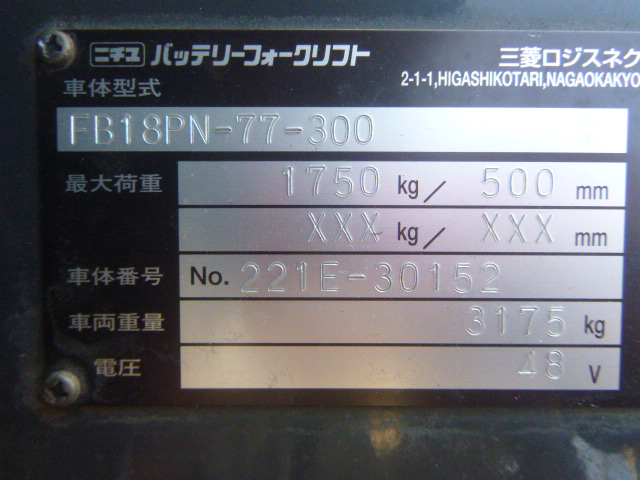 ニチユ バッテリーフォークリフト 三菱ロジスネク
2-1-1,HIGASHIKOTARI,NAGAOKAKYO
車体型式
FB18PN-77-300
最大荷重 1750 kg/ 500 mm
XXX kg/ XXX mm
車体番号 No. 221E-30152
車両重量 3175 kg
電圧 48 V